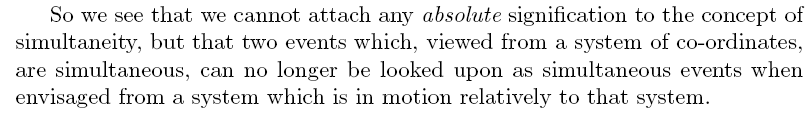 So we see that we cannot attach any absolute signification to the concept of
simultaneity, but that two events which, viewed from a system of co-ordinates,
are simultaneous, can no longer be looked upon as simultaneous events when
envisaged from a system which is in motion relatively to that system.